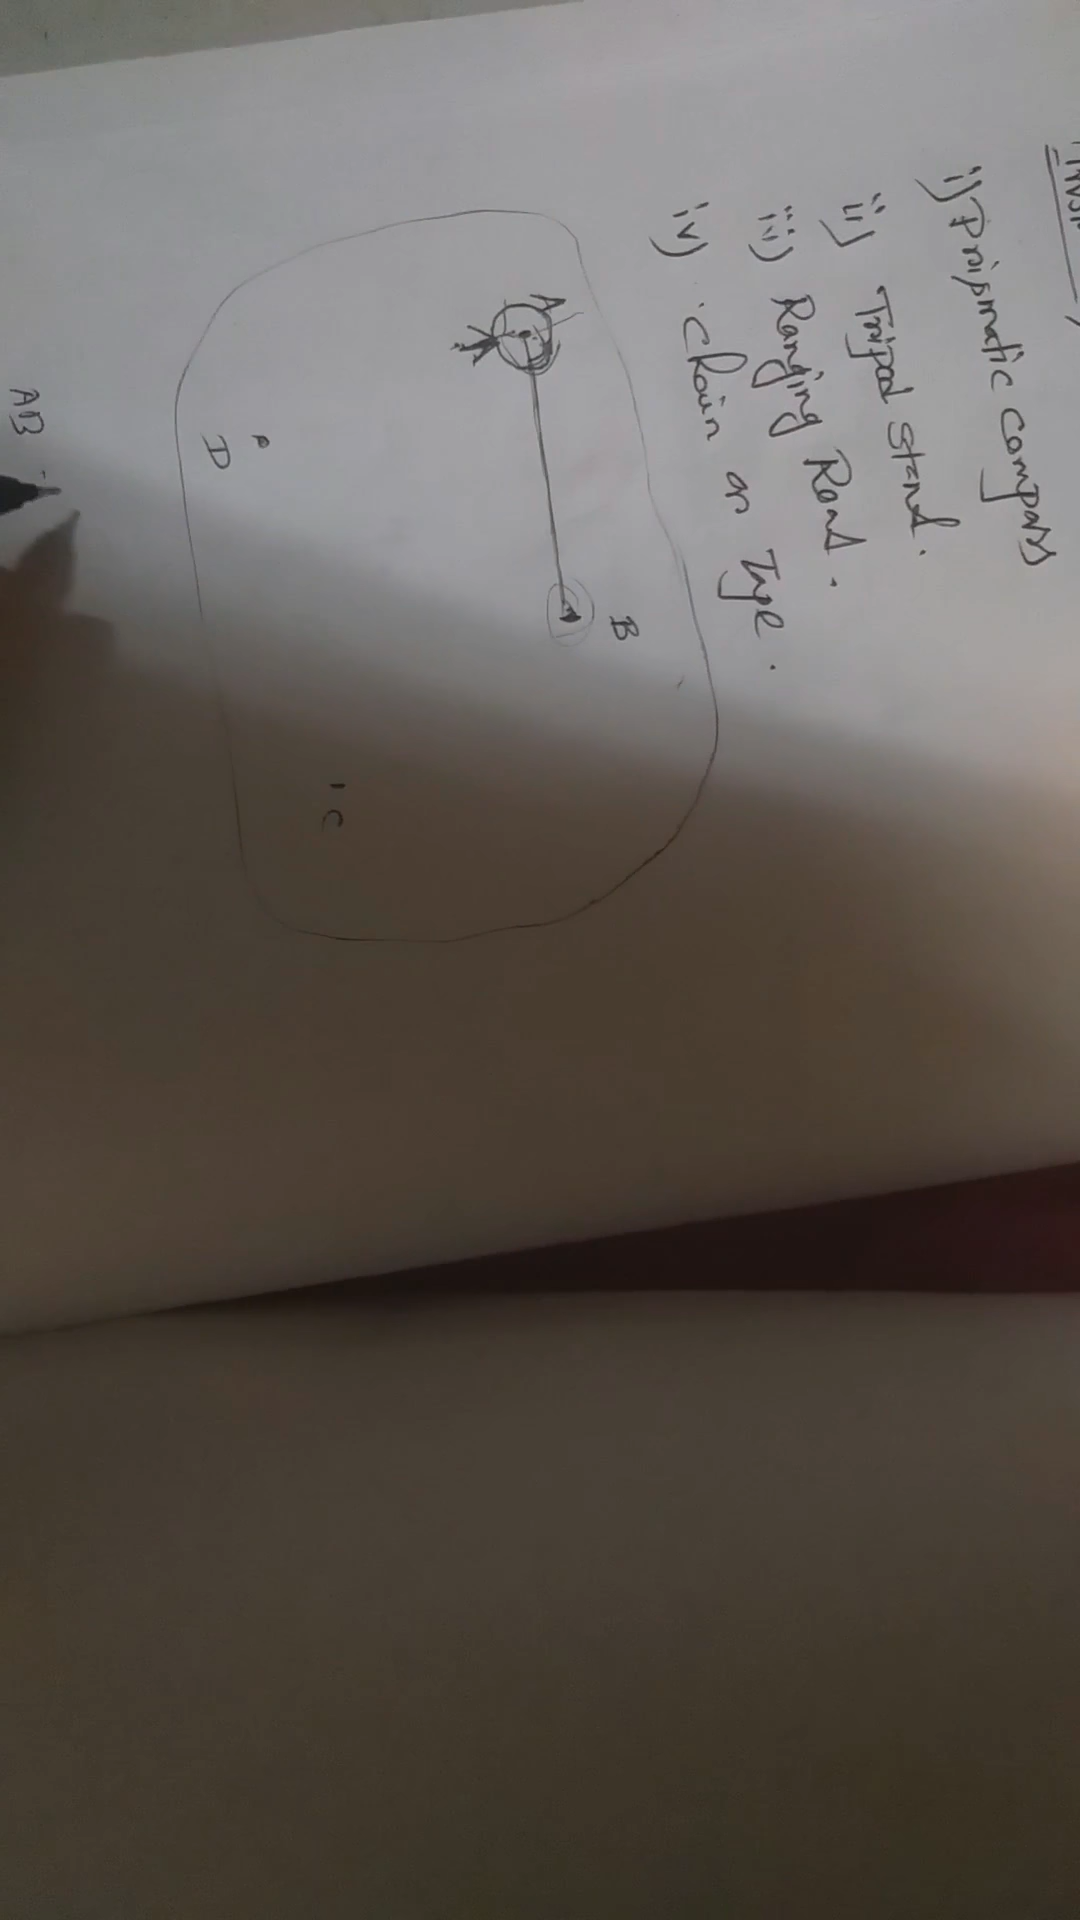 i) Prismatic Compass
ii) Tripod Stand.
iii) Ranging Road.
iv) chain or Tape.
A
B
D
C
AB